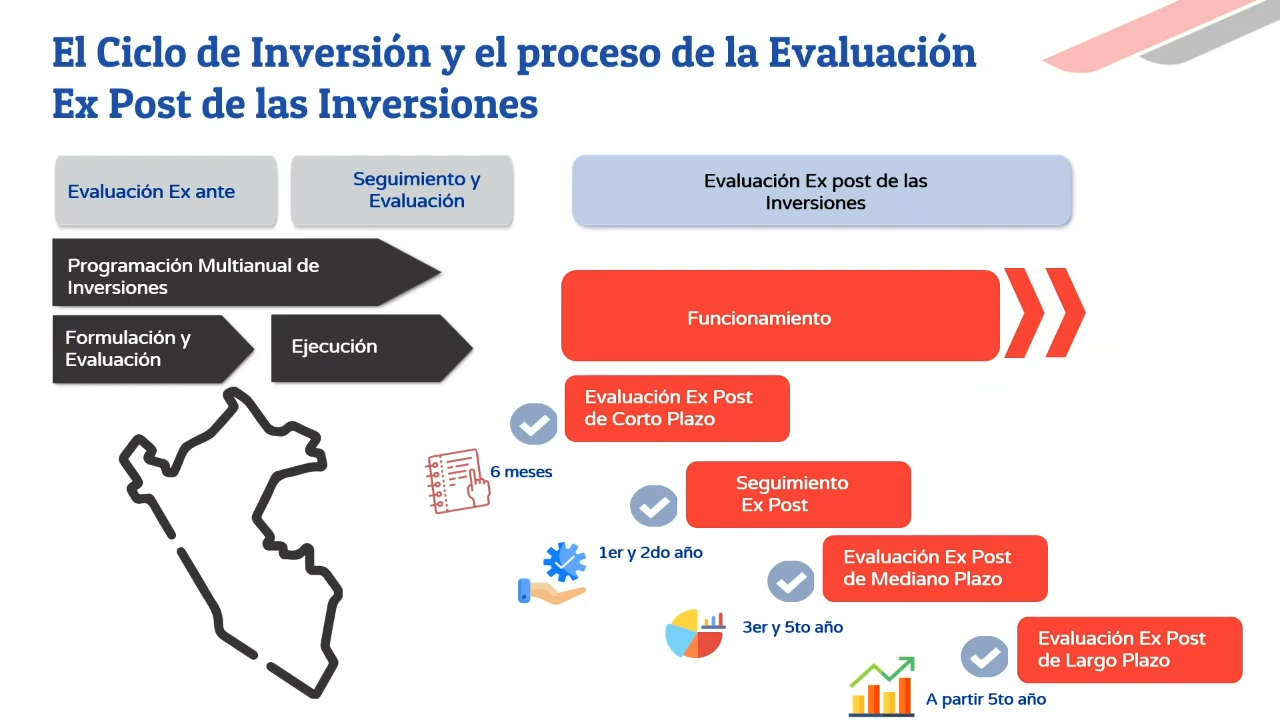 El Ciclo de Inversión y el proceso de la Evaluación
Ex Post de las Inversiones
Evaluación Ex ante
Seguimiento y
Evaluación
Evaluación Ex post de las
Inversiones
Programación Multianual de
Inversiones
Formulación y
Evaluación
Ejecución
Funcionamiento
Evaluación Ex Post
de Corto Plazo
6 meses
Seguimiento
Ex Post
1er y 2do año
Evaluación Ex Post
de Mediano Plazo
3er y 5to año
Evaluación Ex Post
de Largo Plazo
A partir 5to año